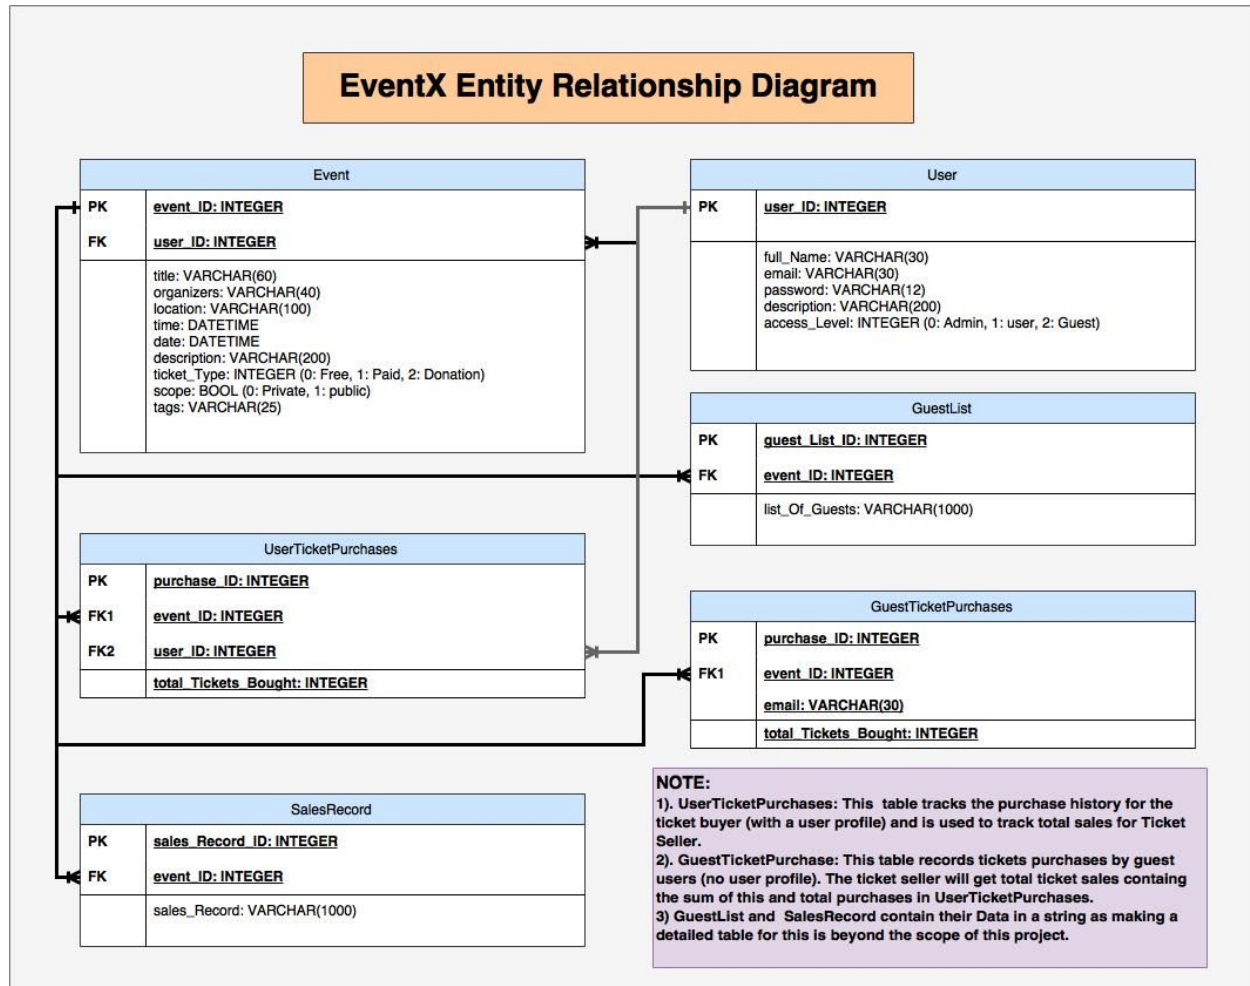 EventX Entity Relationship Diagram
Event
PK event_ID: INTEGER
FK user_ID: INTEGER
title: VARCHAR(60)
organizers: VARCHAR(40)
location: VARCHAR(100)
time: DATETIME
date: DATETIME
description: VARCHAR(200)
ticket_Type: INTEGER (0: Free, 1: Paid, 2: Donation)
scope: BOOL (0: Private, 1: public)
tags: VARCHAR(25)
User
PK user_ID: INTEGER
full_Name: VARCHAR(30)
email: VARCHAR(30)
password: VARCHAR(12)
description: VARCHAR(200)
access_Level: INTEGER (0: Admin, 1: user, 2: Guest)
GuestList
PK guest_List_ID: INTEGER
FK event_ID: INTEGER
list_Of_Guests: VARCHAR(1000)
UserTicketPurchases
PK purchase_ID: INTEGER
FK1 event_ID: INTEGER
FK2 user_ID: INTEGER
total_Tickets_Bought: INTEGER
GuestTicketPurchases
PK purchase_ID: INTEGER
FK1 event_ID: INTEGER
email: VARCHAR(30)
total_Tickets_Bought: INTEGER
SalesRecord
PK sales_Record_ID: INTEGER
FK event_ID: INTEGER
sales_Record: VARCHAR(1000)
NOTE:
1). UserTicketPurchases: This table tracks the purchase history for the
ticket buyer (with a user profile) and is used to track total sales for Ticket
Seller.
2). GuestTicketPurchase: This table records tickets purchases by guest
users (no user profile). The ticket seller will get total ticket sales containg
the sum of this and total purchases in UserTicketPurchases.
3) GuestList and SalesRecord contain their Data in a string as making a
detailed table for this is beyond the scope of this project.